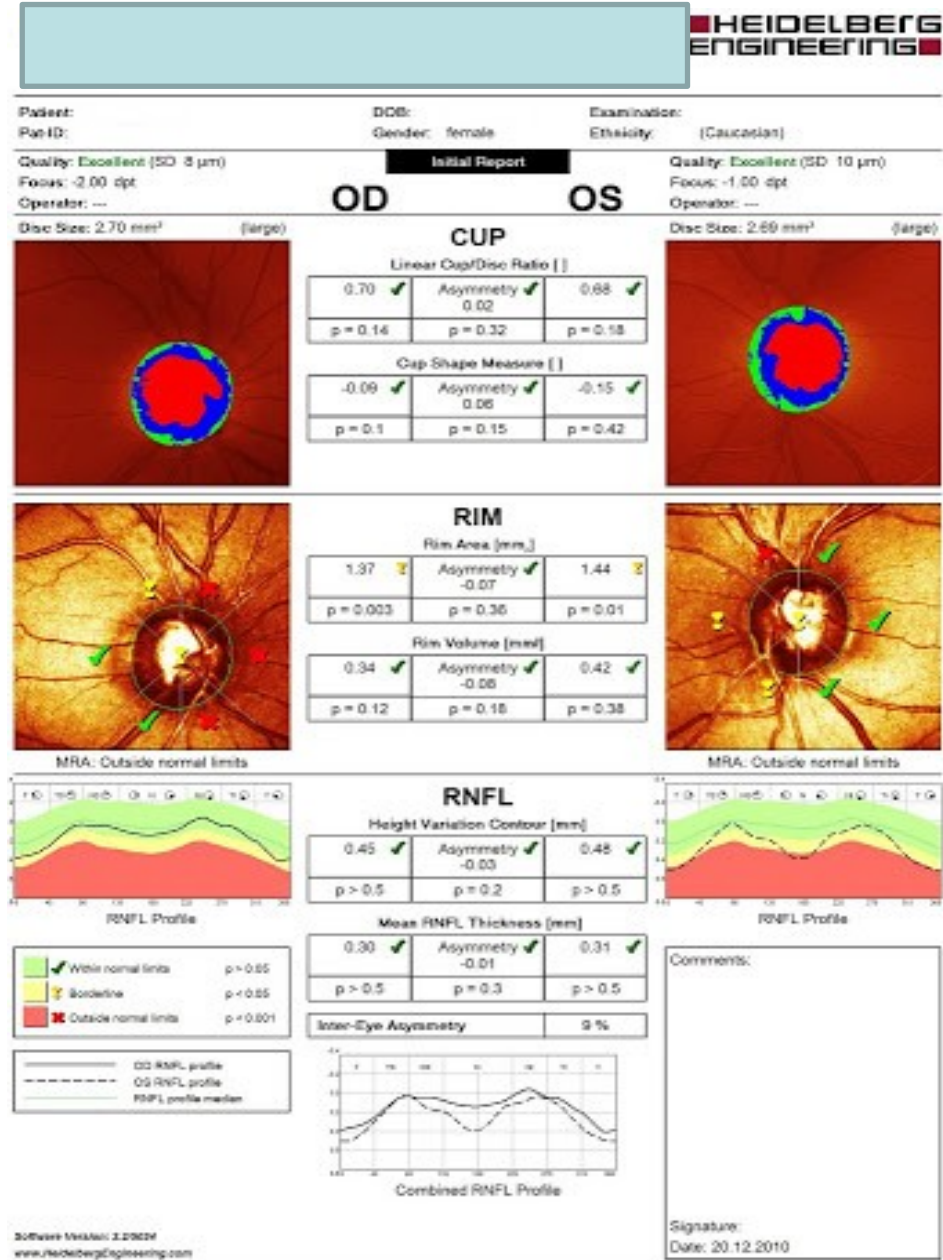 HEIDELBERG
ENGINEERING
Patient: DOB: Examination:
Pat-ID: Gender: female Ethnicity: (Caucasian)
Quality: Excellent (SD 8 µm) Initial Report Quality: Excellent (SD 10 µm)
Focus: -2.00 dpt Focus: -1.00 dpt
Operator: --- OD OS Operator: ---
Disc Size: 2.70 mm² (large) Disc Size: 2.69 mm² (large)
CUP
Linear Cup/Disc Ratio [ ]
0.70 Asymmetry 0.68
0.02
p = 0.14 p = 0.32 p = 0.18
Cup Shape Measure [ ]
-0.09 Asymmetry -0.15
0.06
p = 0.1 p = 0.15 p = 0.42
RIM
Rim Area [mm,]
1.37 Asymmetry 1.44
-0.07
p = 0.003 p = 0.36 p = 0.01
Rim Volume [mml]
0.34 Asymmetry 0.42
-0.08
p = 0.12 p = 0.18 p = 0.38
MRA: Outside normal limits MRA: Outside normal limits
RNFL
Height Variation Contour [mm]
0.45 Asymmetry 0.48
-0.03
p > 0.5 p = 0.2 p > 0.5
RNFL Profile RNFL Profile
Mean RNFL Thickness [mm]
0.30 Asymmetry 0.31
-0.01
p > 0.5 p = 0.3 p > 0.5
Inter-Eye Asymmetry 9 %
Within normal limits p > 0.05
Borderline p < 0.05
Outside normal limits p < 0.001
OD RNFL profile
OS RNFL profile
RNFL profile median
Combined RNFL Profile
Comments:
Signature:
Date: 20.12.2010
Software Version:
www.HeidelbergEngineering.com